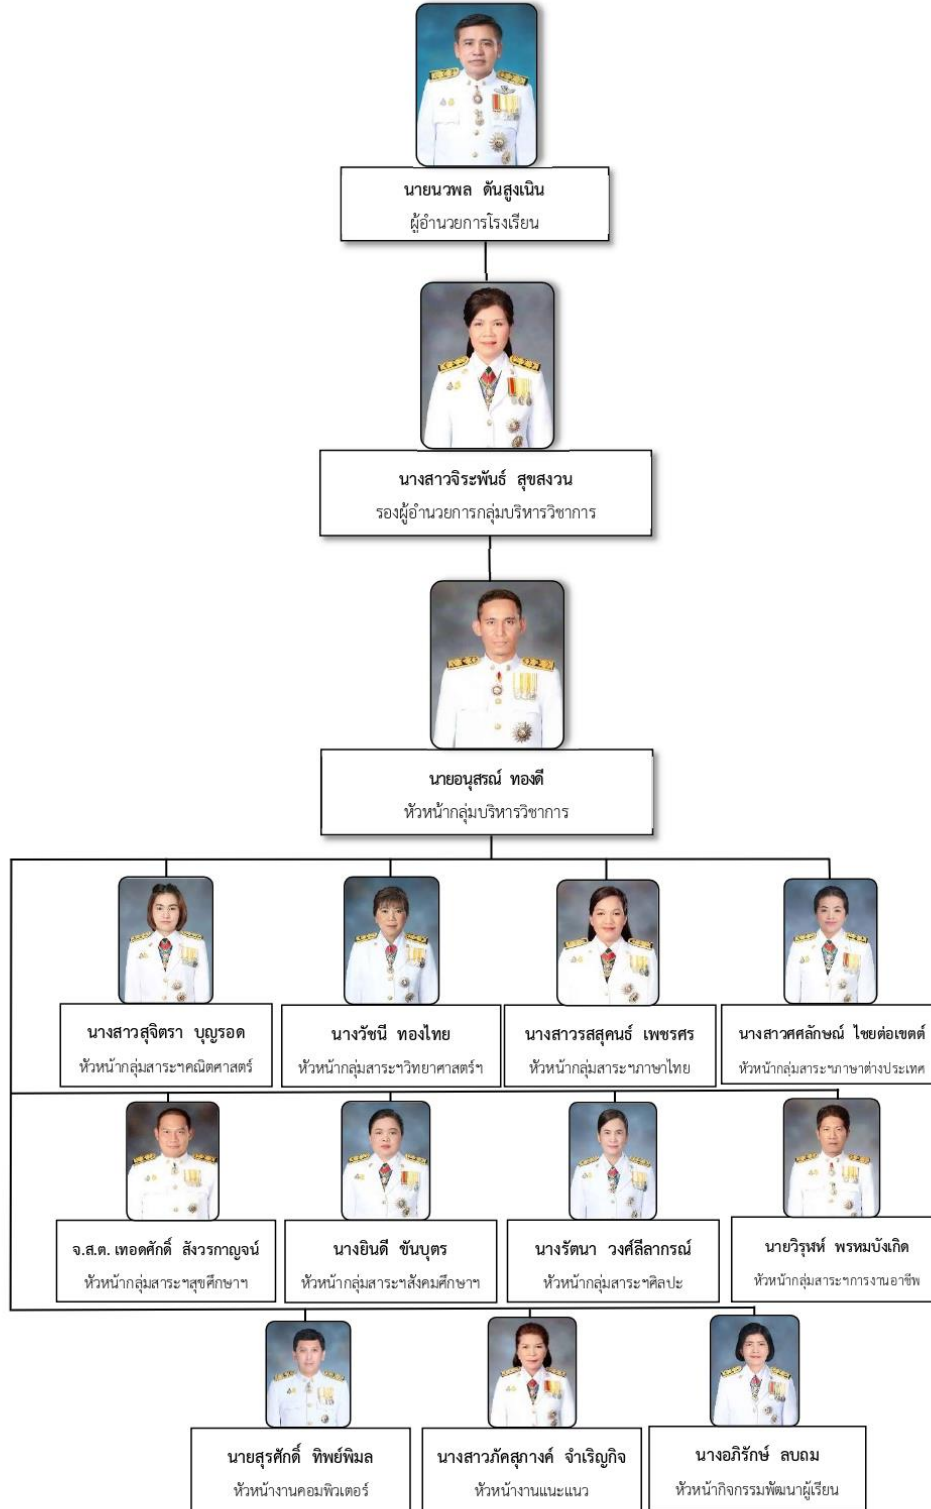 นายนวพล ดันสูงเนิน
ผู้อำนวยการโรงเรียน
นางสาวจิระพันธ์ สุขสงวน
รองผู้อำนวยการกลุ่มบริหารวิชาการ
นายอนุสรณ์ ทองดี
หัวหน้ากลุ่มบริหารวิชาการ
นางสาวสุจิตรา บุญรอด
หัวหน้ากลุ่มสาระฯคณิตศาสตร์
นางวัชนี ทองไทย
หัวหน้ากลุ่มสาระฯวิทยาศาสตร์ฯ
นางสาวรสสุคนธ์ เพชรศร
หัวหน้ากลุ่มสาระฯภาษาไทย
นางสาวศศลักษณ์ ไชยต่อเขตต์
หัวหน้ากลุ่มสาระฯภาษาต่างประเทศ
จ.ส.ต. เทอดศักดิ์ สังวรกาญจน์
หัวหน้ากลุ่มสาระฯสุขศึกษาฯ
นางยินดี ขันบุตร
หัวหน้ากลุ่มสาระฯสังคมศึกษาฯ
นางรัตนา วงศ์ลีลากรณ์
หัวหน้ากลุ่มสาระฯศิลปะ
นายวิรุฬห์ พรหมบังเกิด
หัวหน้ากลุ่มสาระฯการงานอาชีพ
นายสุรศักดิ์ ทิพย์พิมล
หัวหน้างานคอมพิวเตอร์
นางสาวภัคสุภางค์ จำเริญกิจ
หัวหน้างานแนะแนว
นางอภิรักษ์ ลบถม
หัวหน้ากิจกรรมพัฒนาผู้เรียน